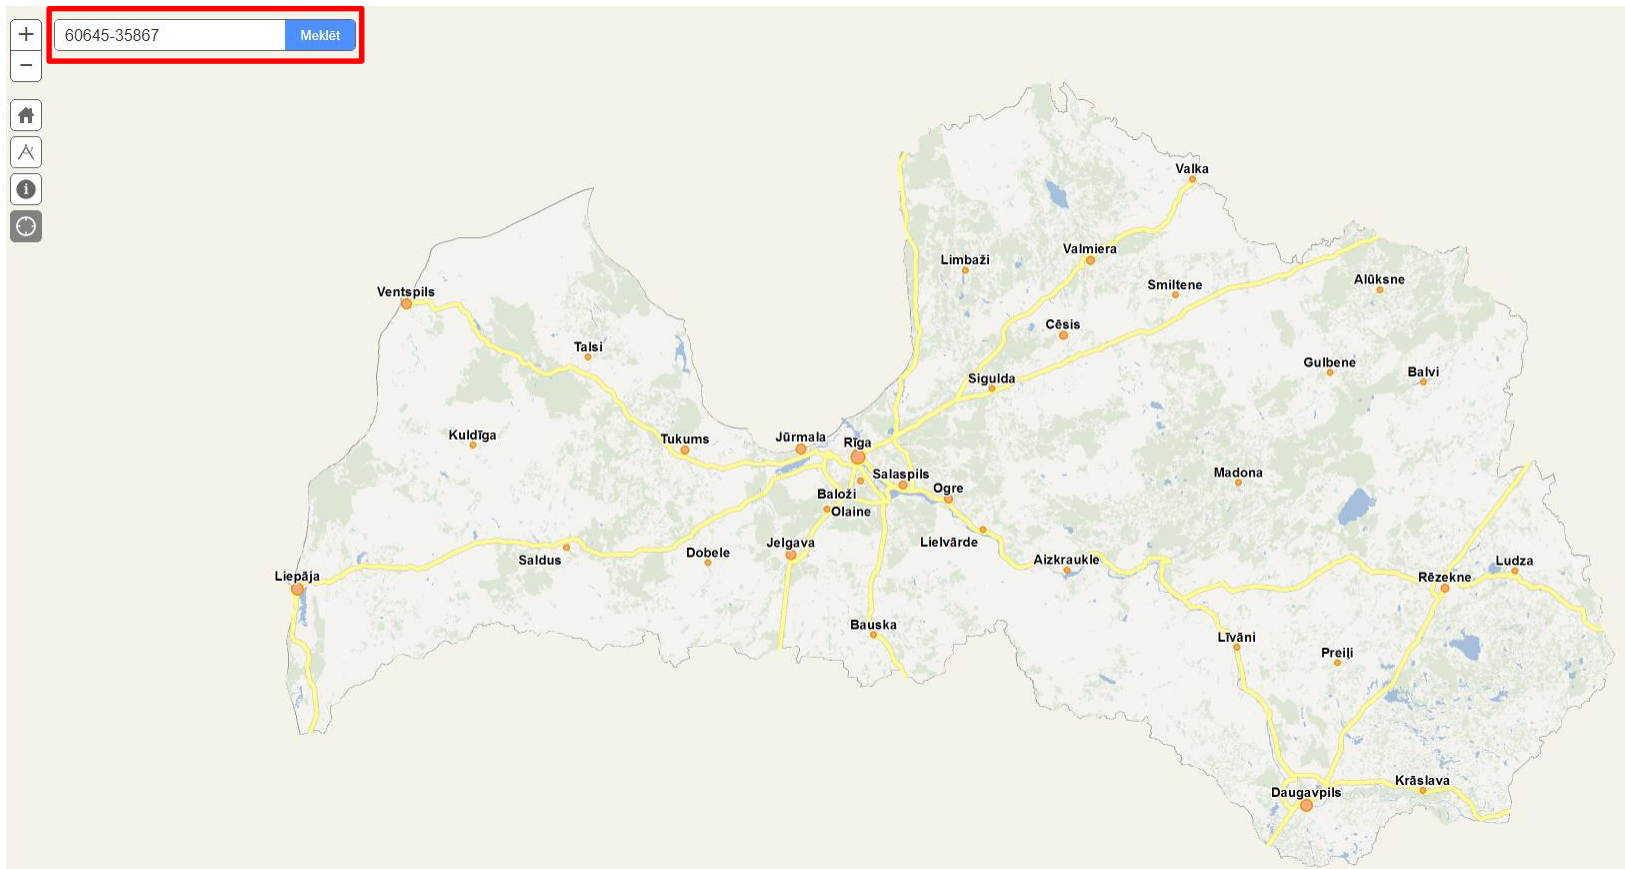 +
60645-35867 Meklēt
−
Valka
Valmiera
Limbaži
Alūksne
Smiltene
Ventspils
Cēsis
Talsi
Gulbene
Balvi
Sigulda
Kuldīga
Tukums
Jūrmala
Rīga
Salaspils
Madona
Ogre
Baloži
Olaine
Lielvārde
Jelgava
Dobele
Saldus
Aizkraukle
Ludza
Liepāja
Rēzekne
Bauska
Līvāni
Preiļi
Krāslava
Daugavpils